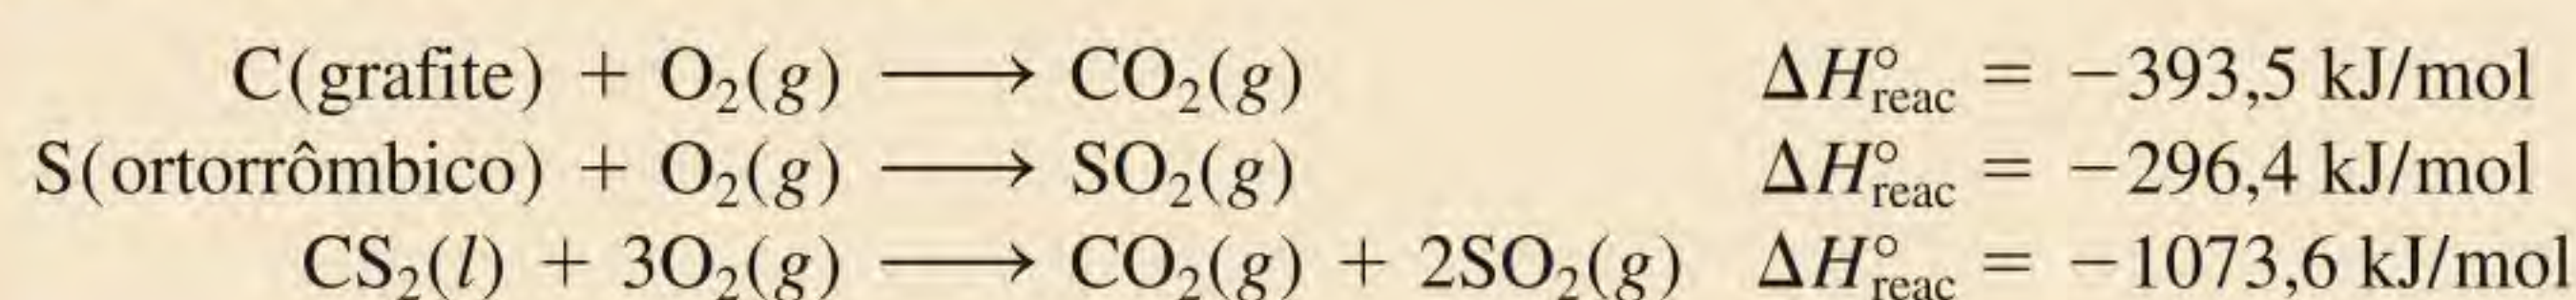 C(grafite) + O₂(g) ⟶ CO₂(g) ΔH°reac = −393,5 kJ/mol
S(ortorrômbico) + O₂(g) ⟶ SO₂(g) ΔH°reac = −296,4 kJ/mol
CS₂(l) + 3O₂(g) ⟶ CO₂(g) + 2SO₂(g) ΔH°reac = −1073,6 kJ/mol